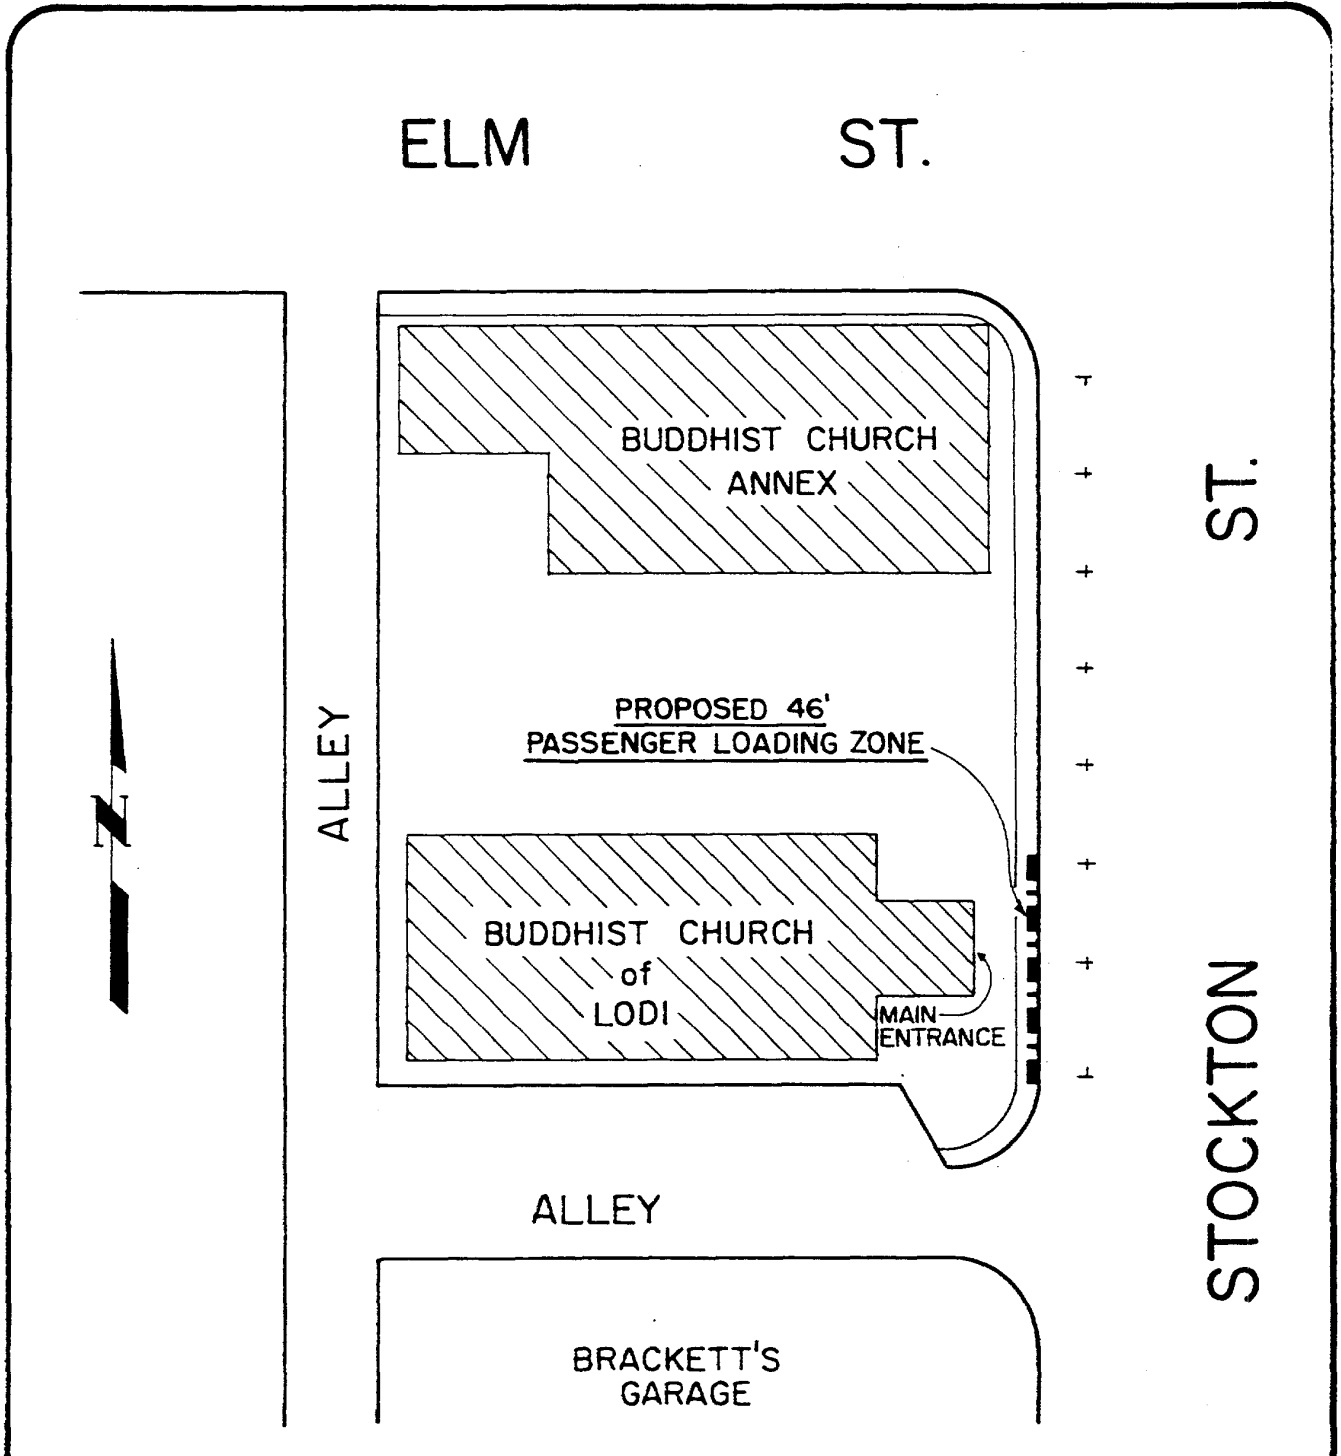 ELM ST.
BUDDHIST CHURCH
ANNEX
ST.
PROPOSED 46'
PASSENGER LOADING ZONE
ALLEY
N
BUDDHIST CHURCH
of
LODI
MAIN
ENTRANCE
STOCKTON
ALLEY
BRACKETT'S
GARAGE